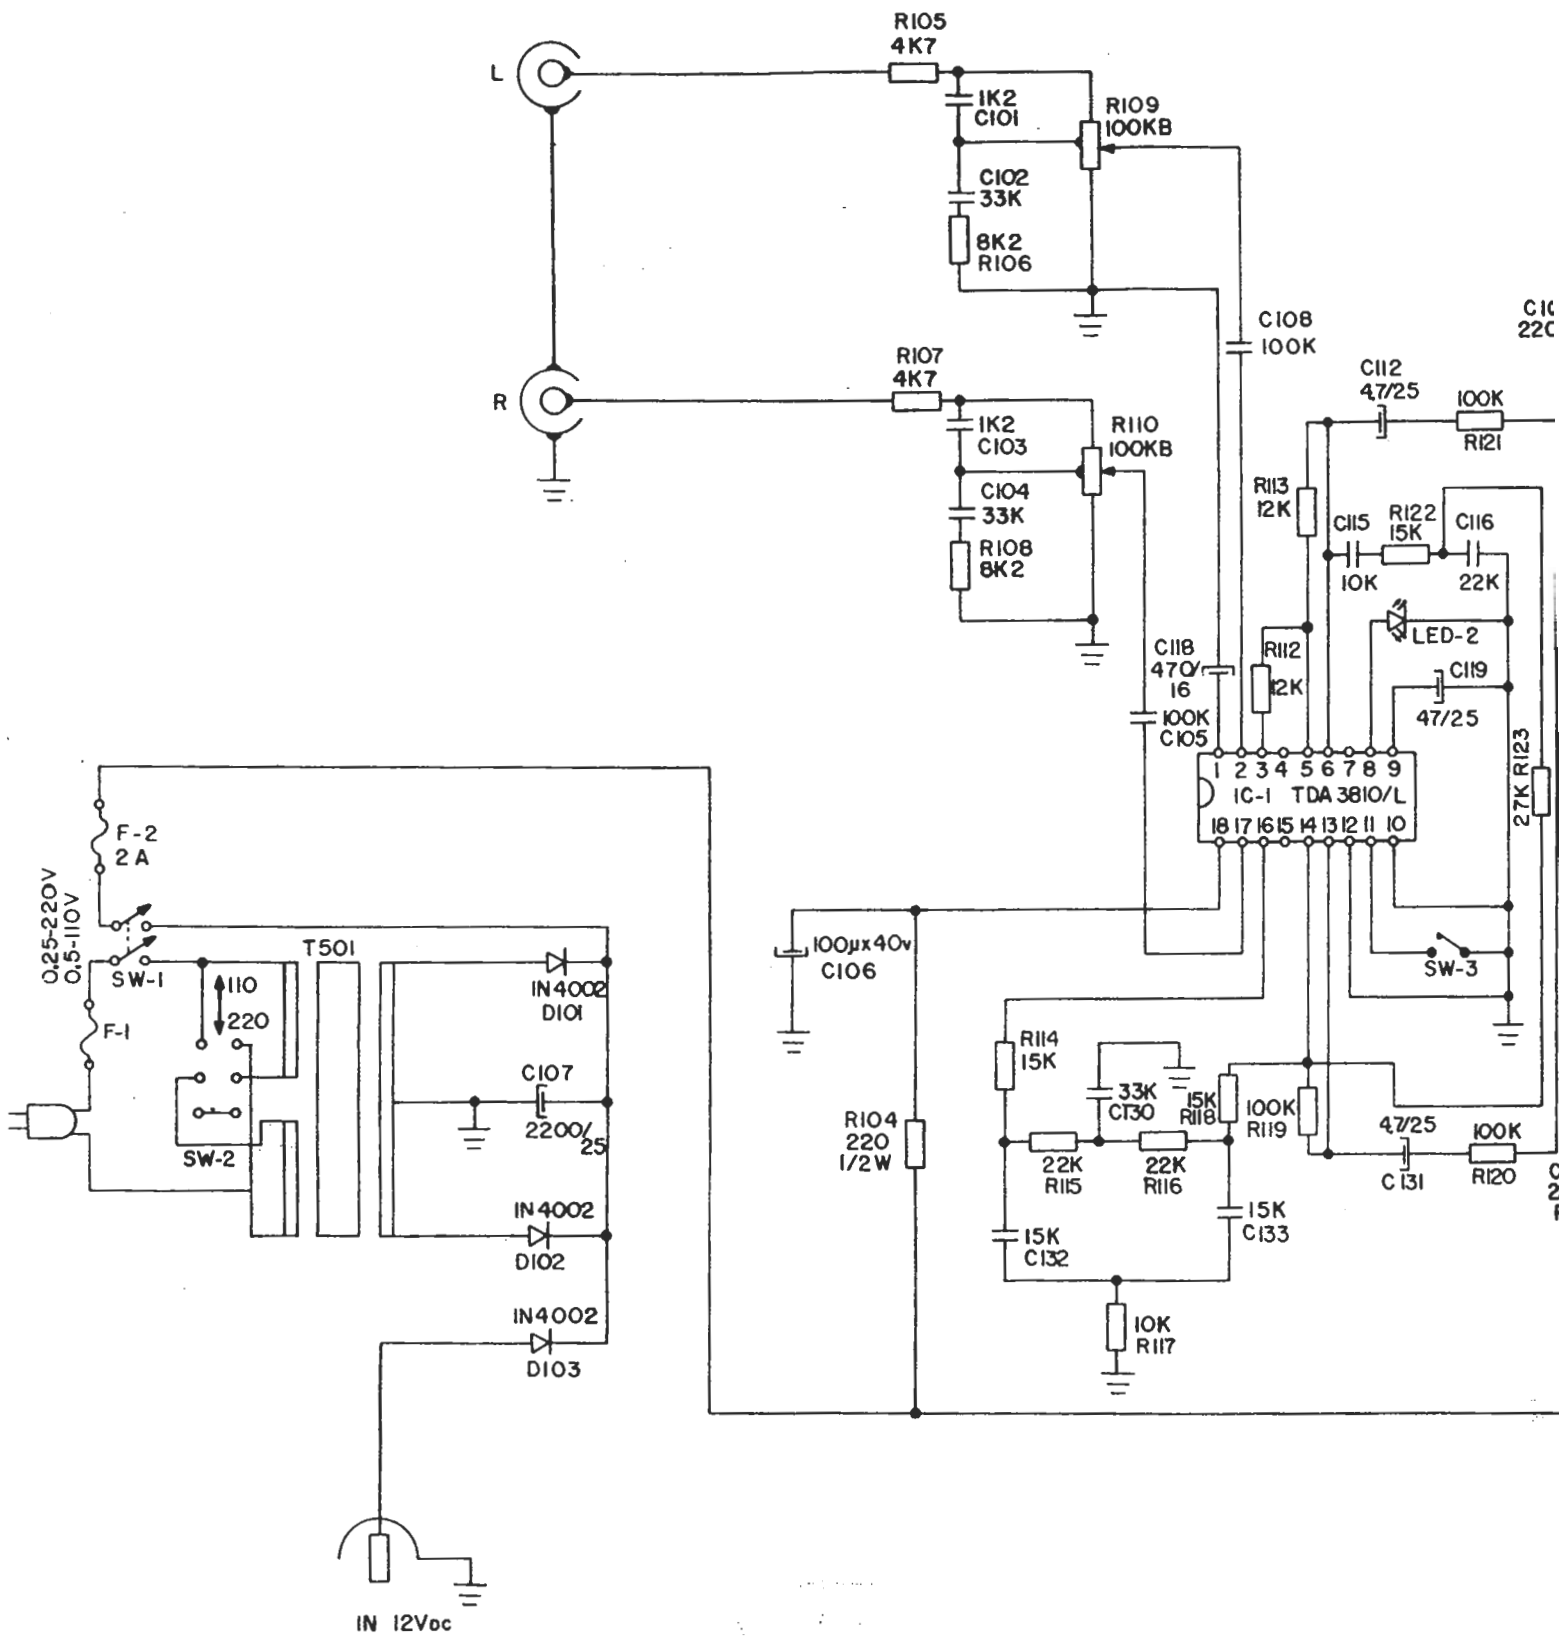 R105
4K7
L
1K2
C101
R109
100KB
C102
33K
8K2
R106
C108
100K
220
R107
4K7
R
1K2
C103
R110
100KB
C104
33K
R108
8K2
C112
4,7/25
100K
R121
R113
12K
C115
10K
R122
15K
C116
22K
LED-2
C118
470/
16
R112
12K
C119
47/25
100K
C105
27K R123
1 2 3 4 5 6 7 8 9
IC-1 TDA 3810/L
18 17 16 15 14 13 12 11 10
F-2
2 A
0.25-220V
0.5-110V
SW-1
T501
110
220
F-1
SW-2
1N4002
D101
C107
2200/
25
1N4002
D102
1N4002
D103
100µx40v
C106
SW-3
R114
15K
33K
C130
15K
R118
100K
R119
R104
220
1/2W
22K
R115
22K
R116
4,7/25
C131
100K
R120
15K
C132
15K
C133
10K
R117
IN 12VDC